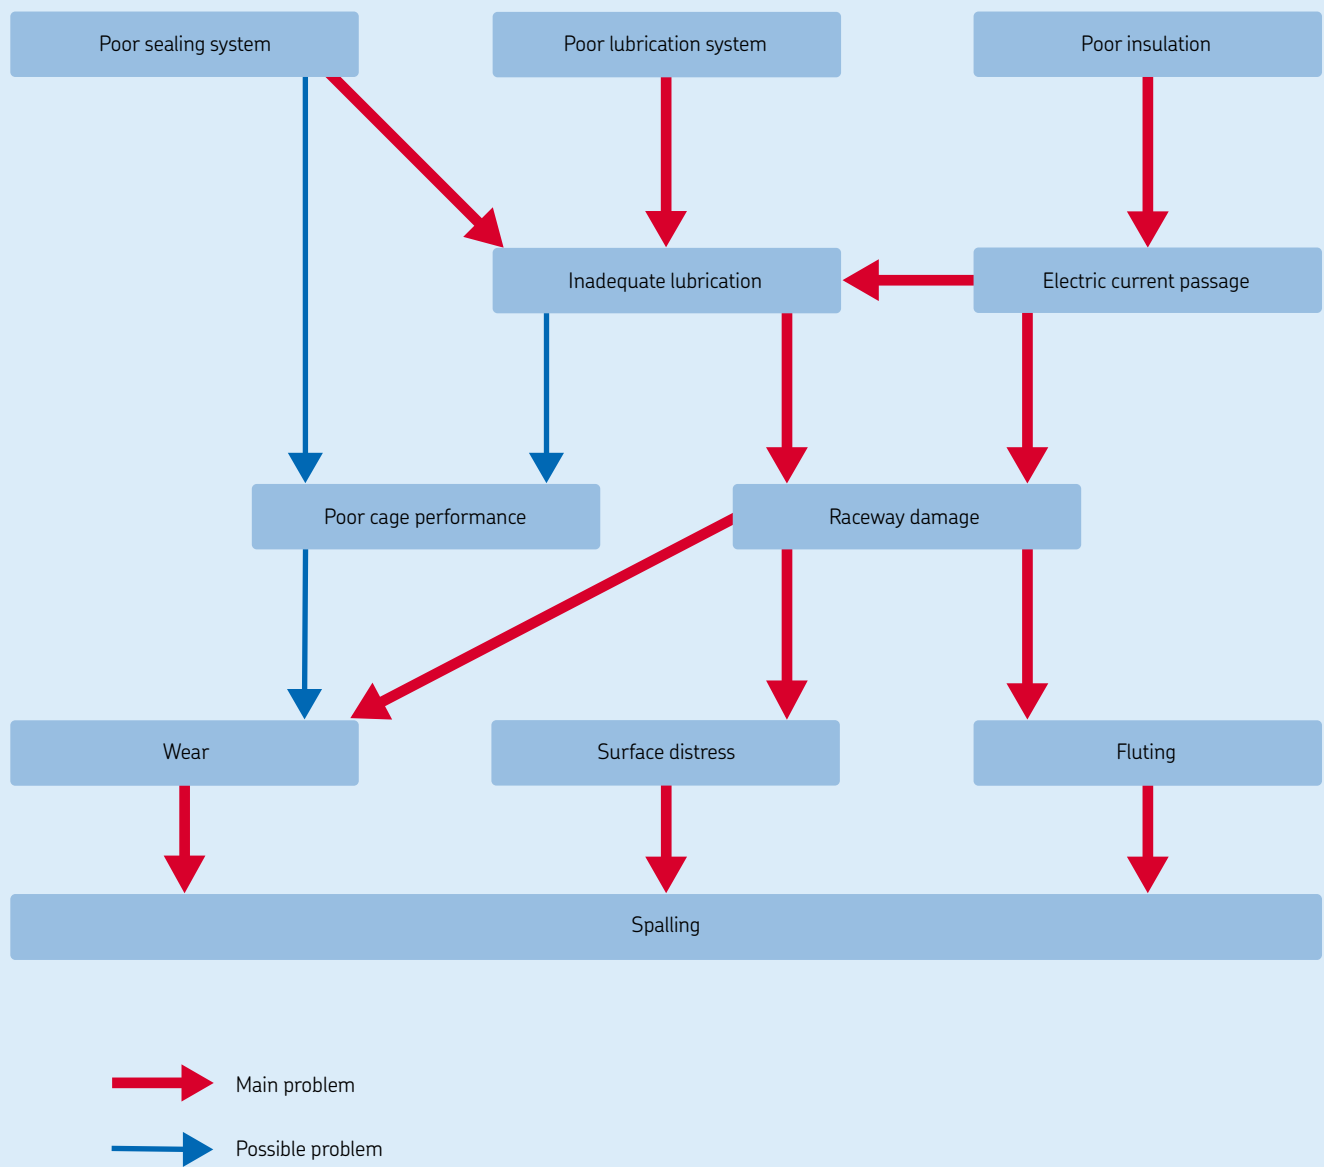 Poor sealing system
Poor lubrication system
Poor insulation
Inadequate lubrication
Electric current passage
Poor cage performance
Raceway damage
Wear
Surface distress
Fluting
Spalling
Main problem
Possible problem